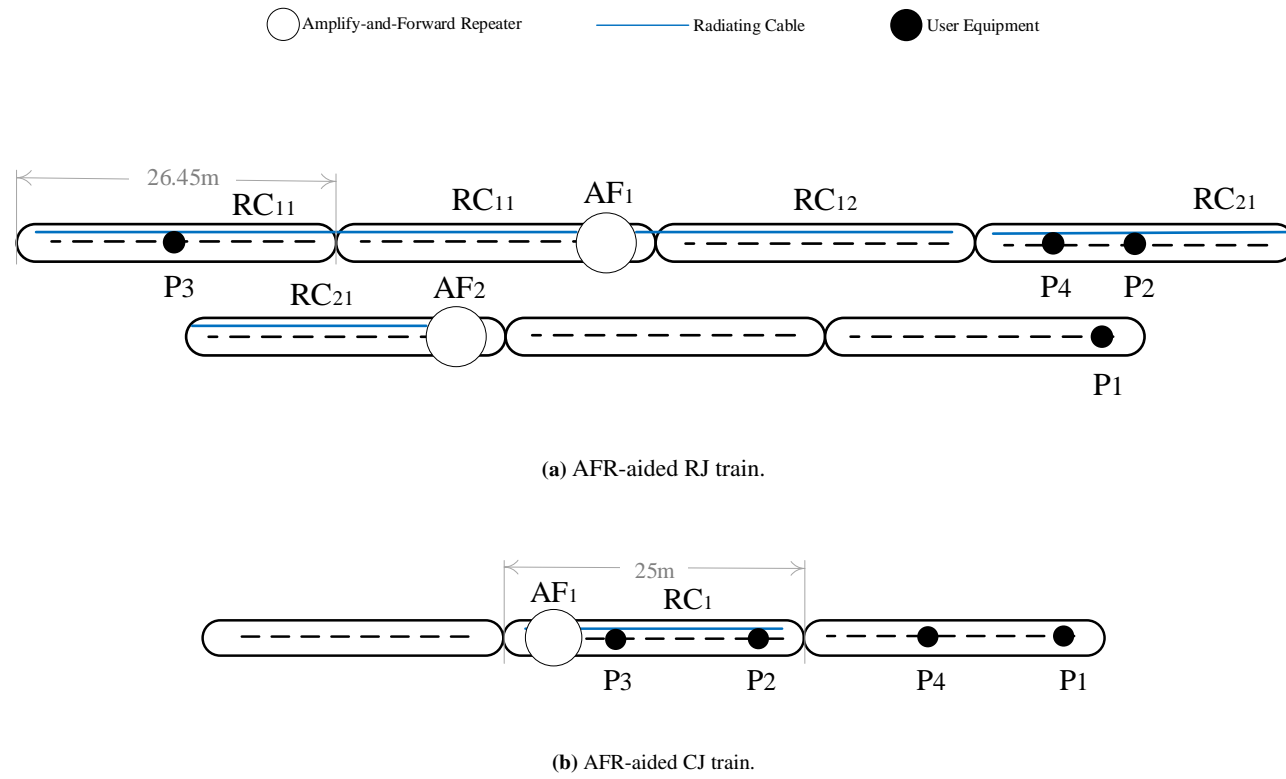 Amplify-and-Forward Repeater Radiating Cable User Equipment
26.45m
RC11 RC11 AF1 RC12 RC21
P3 P4 P2
RC21 AF2
P1
(a) AFR-aided RJ train.
25m
AF1 RC1
P3 P2 P4 P1
(b) AFR-aided CJ train.